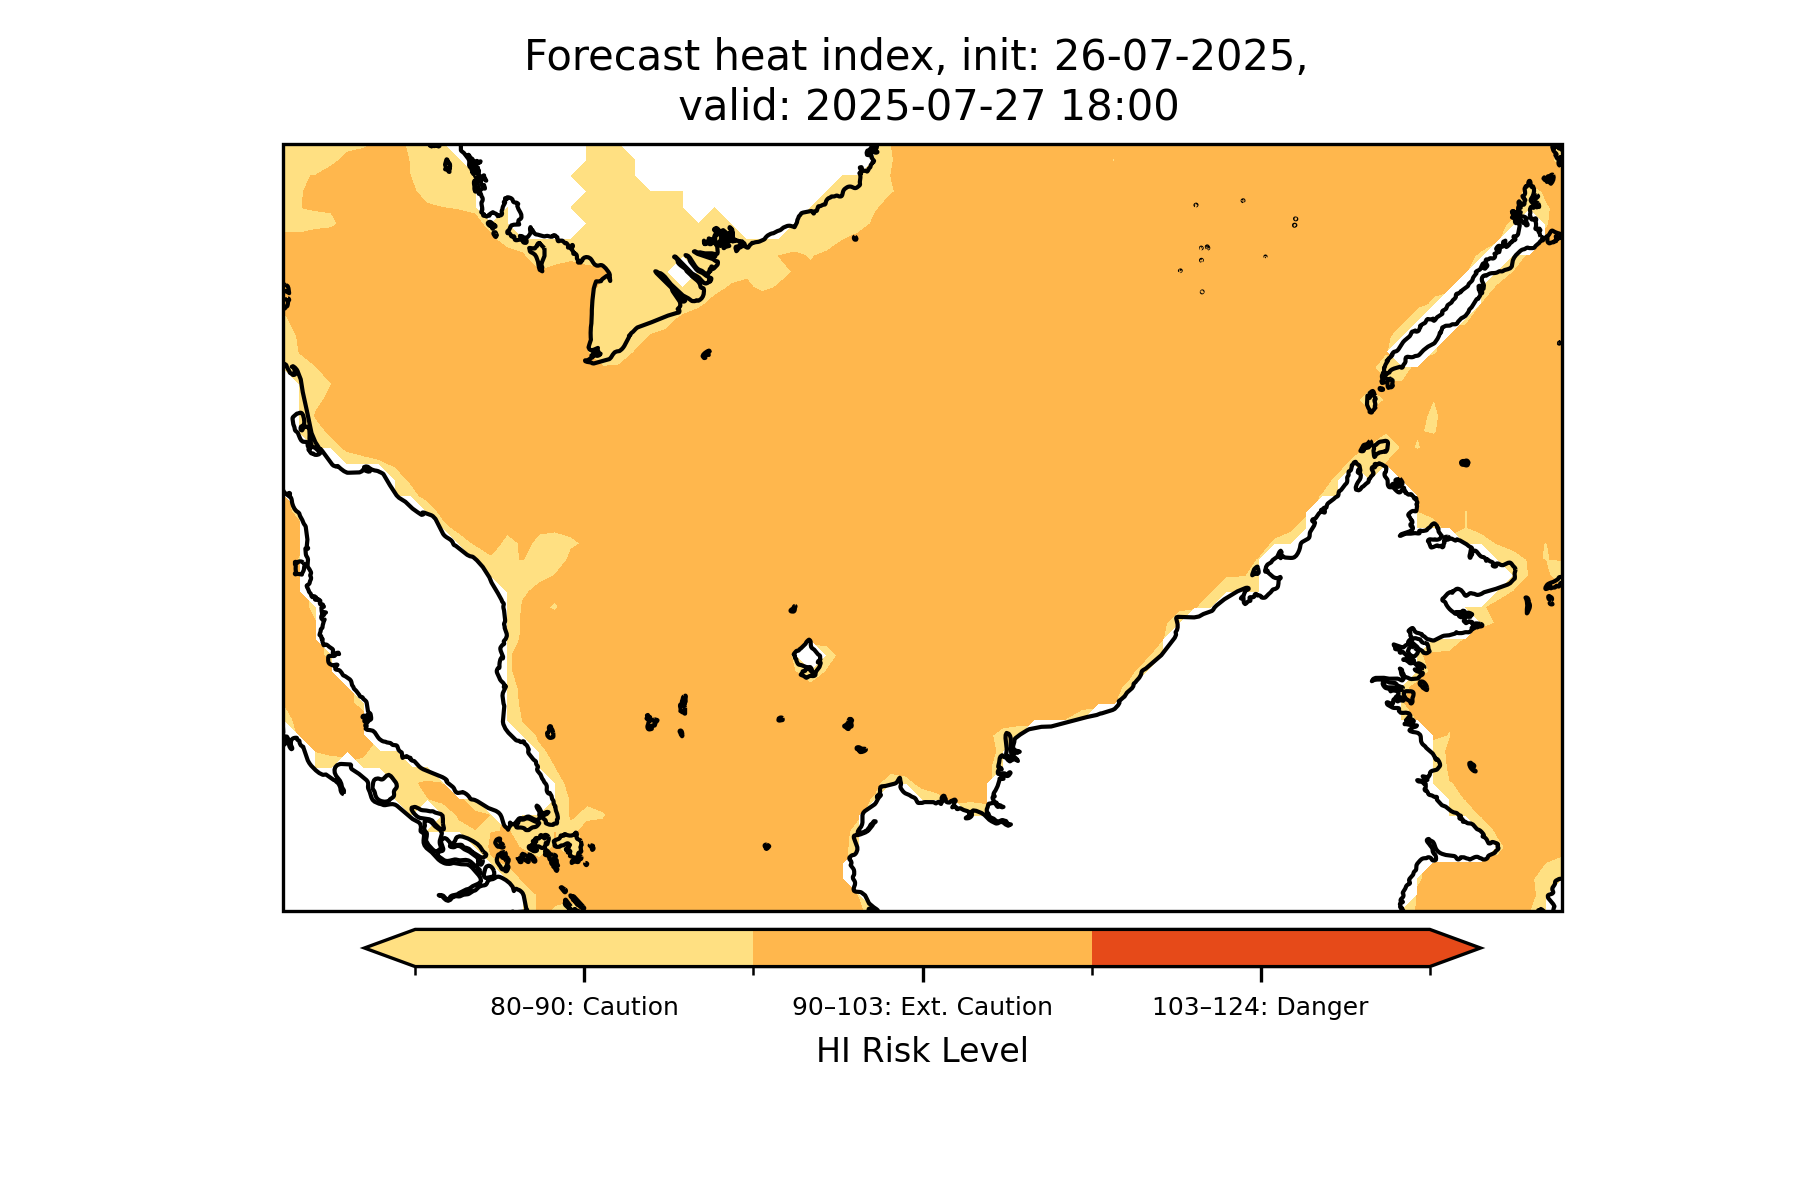 Forecast heat index, init: 26-07-2025,
valid: 2025-07-27 18:00
80–90: Caution
90–103: Ext. Caution
103–124: Danger
HI Risk Level